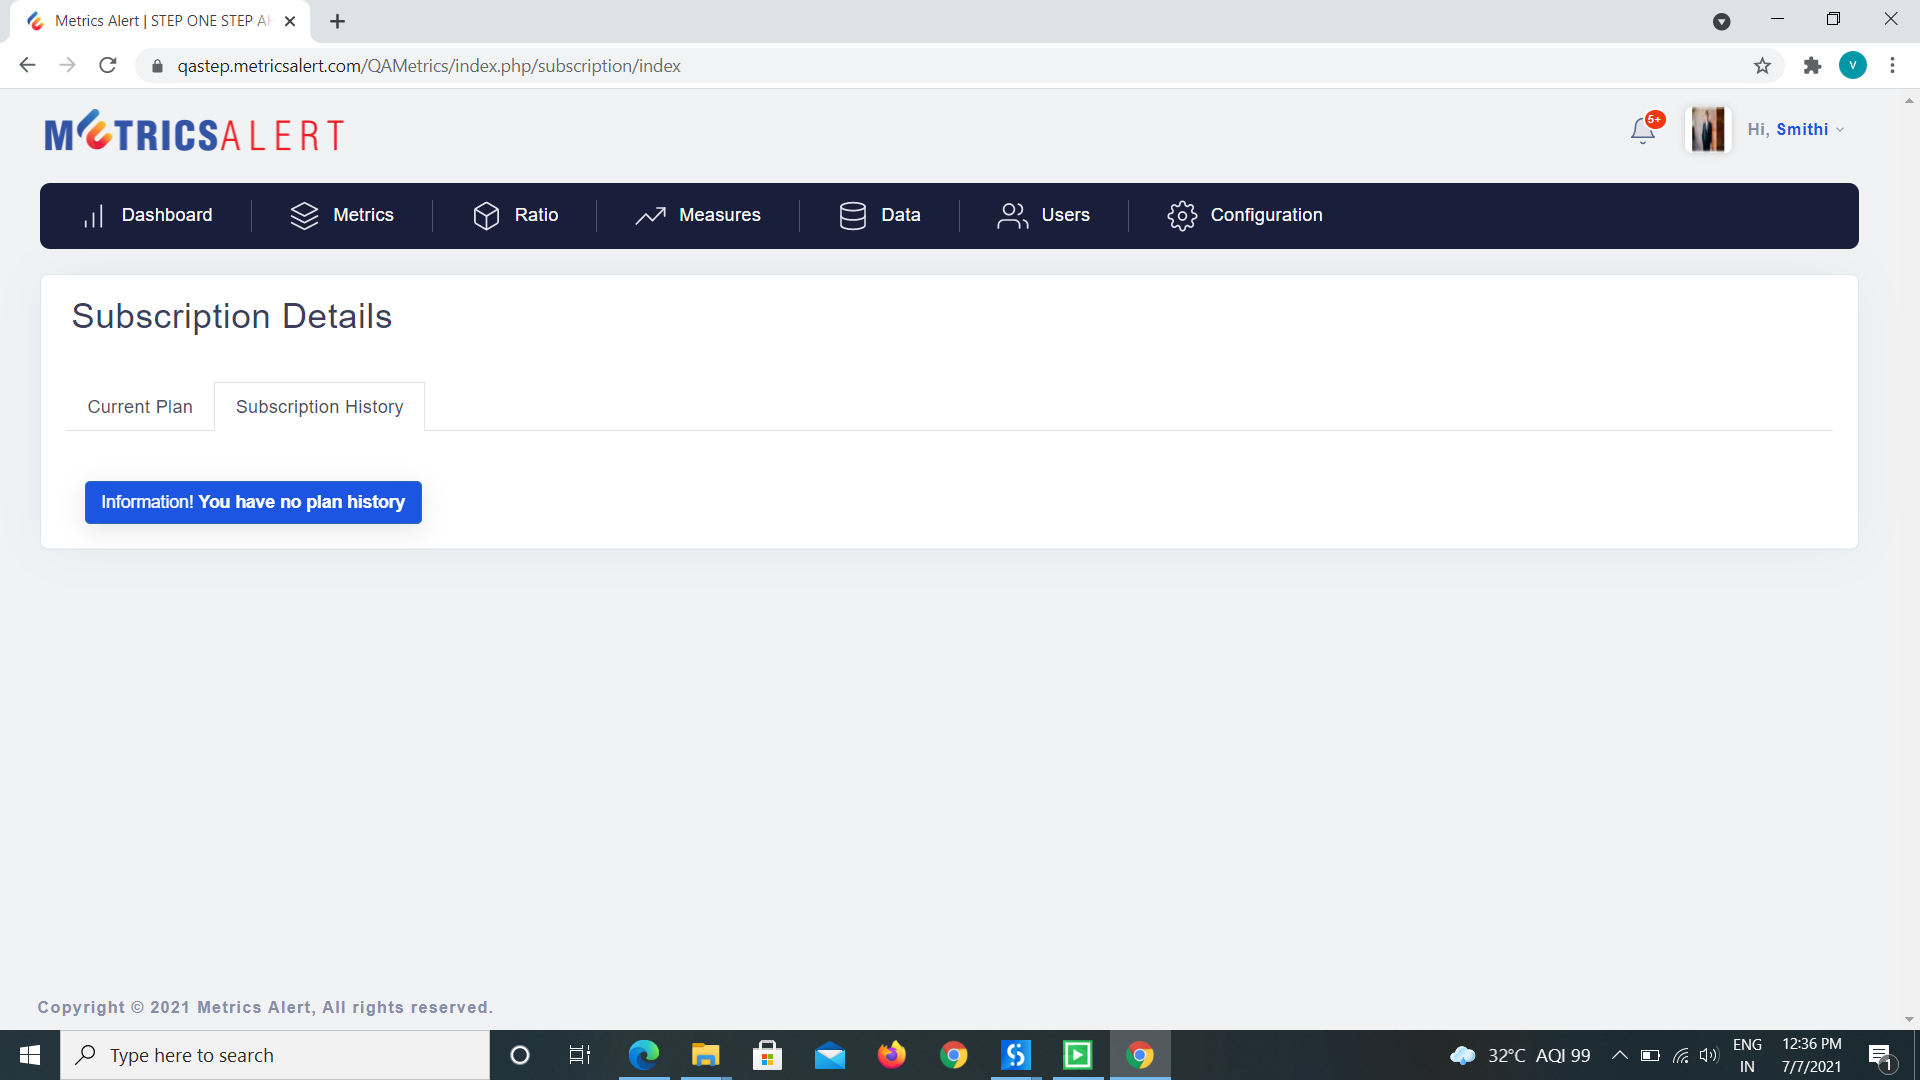 Metrics Alert | STEP ONE STEP AH
qastep.metricsalert.com/QAMetrics/index.php/subscription/index
V
METRICSALERT
5+
Hi, Smithi
Dashboard
Metrics
Ratio
Measures
Data
Users
Configuration
Subscription Details
Current Plan
Subscription History
Information! You have no plan history
Copyright © 2021 Metrics Alert, All rights reserved.
Type here to search
32°C AQI 99
ENG
IN
12:36 PM
7/7/2021
1